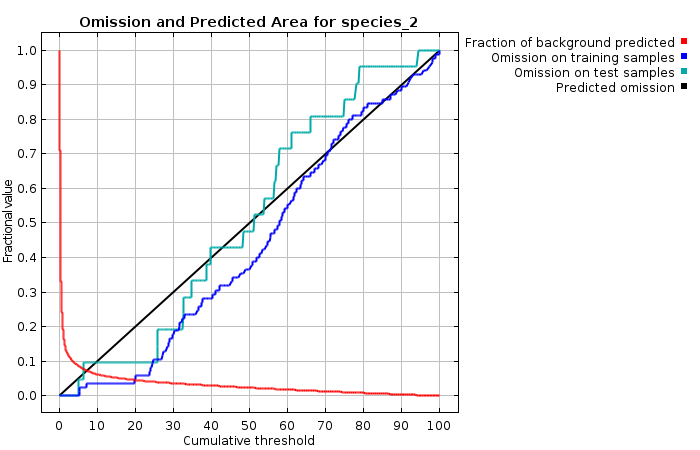 Omission and Predicted Area for species_2
Fraction of background predicted
Omission on training samples
Omission on test samples
Predicted omission
Fractional value
1.0
0.9
0.8
0.7
0.6
0.5
0.4
0.3
0.2
0.1
0.0
0 10 20 30 40 50 60 70 80 90 100
Cumulative threshold